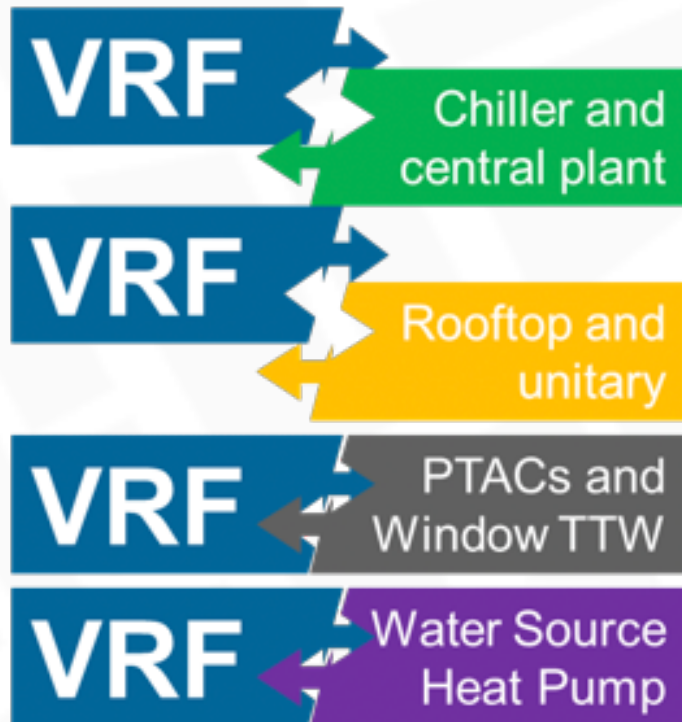 VRF
Chiller and
central plant
VRF
Rooftop and
unitary
VRF
PTACs and
Window TTW
VRF
Water Source
Heat Pump